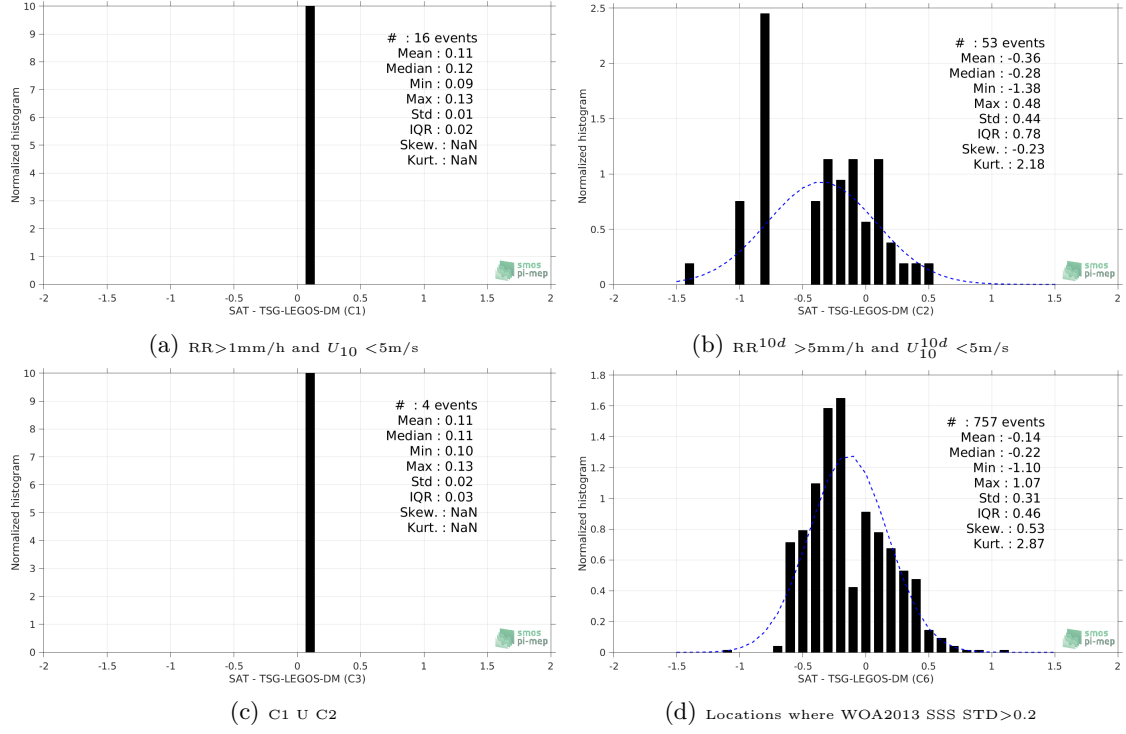 10
9
8
7
6
5
4
3
2
1
0
Normalized histogram
# : 16 events
Mean : 0.11
Median : 0.12
Min : 0.09
Max : 0.13
Std : 0.01
IQR : 0.02
Skew. : NaN
Kurt. : NaN
smos
pi-mep
-2 -1.5 -1 -0.5 0 0.5 1 1.5 2
SAT - TSG-LEGOS-DM (C1)
(a) RR>1mm/h and U10 <5m/s
2.5
2
1.5
1
0.5
0
Normalized histogram
# : 53 events
Mean : -0.36
Median : -0.28
Min : -1.38
Max : 0.48
Std : 0.44
IQR : 0.78
Skew. : -0.23
Kurt. : 2.18
smos
pi-mep
-2 -1.5 -1 -0.5 0 0.5 1 1.5 2
SAT - TSG-LEGOS-DM (C2)
(b) RR^10d >5mm/h and U10^10d <5m/s
10
9
8
7
6
5
4
3
2
1
0
Normalized histogram
# : 4 events
Mean : 0.11
Median : 0.11
Min : 0.10
Max : 0.13
Std : 0.02
IQR : 0.03
Skew. : NaN
Kurt. : NaN
smos
pi-mep
-2 -1.5 -1 -0.5 0 0.5 1 1.5 2
SAT - TSG-LEGOS-DM (C3)
(c) C1 U C2
1.8
1.6
1.4
1.2
1
0.8
0.6
0.4
0.2
0
Normalized histogram
# : 757 events
Mean : -0.14
Median : -0.22
Min : -1.10
Max : 1.07
Std : 0.31
IQR : 0.46
Skew. : 0.53
Kurt. : 2.87
smos
pi-mep
-2 -1.5 -1 -0.5 0 0.5 1 1.5 2
SAT - TSG-LEGOS-DM (C6)
(d) Locations where WOA2013 SSS STD>0.2